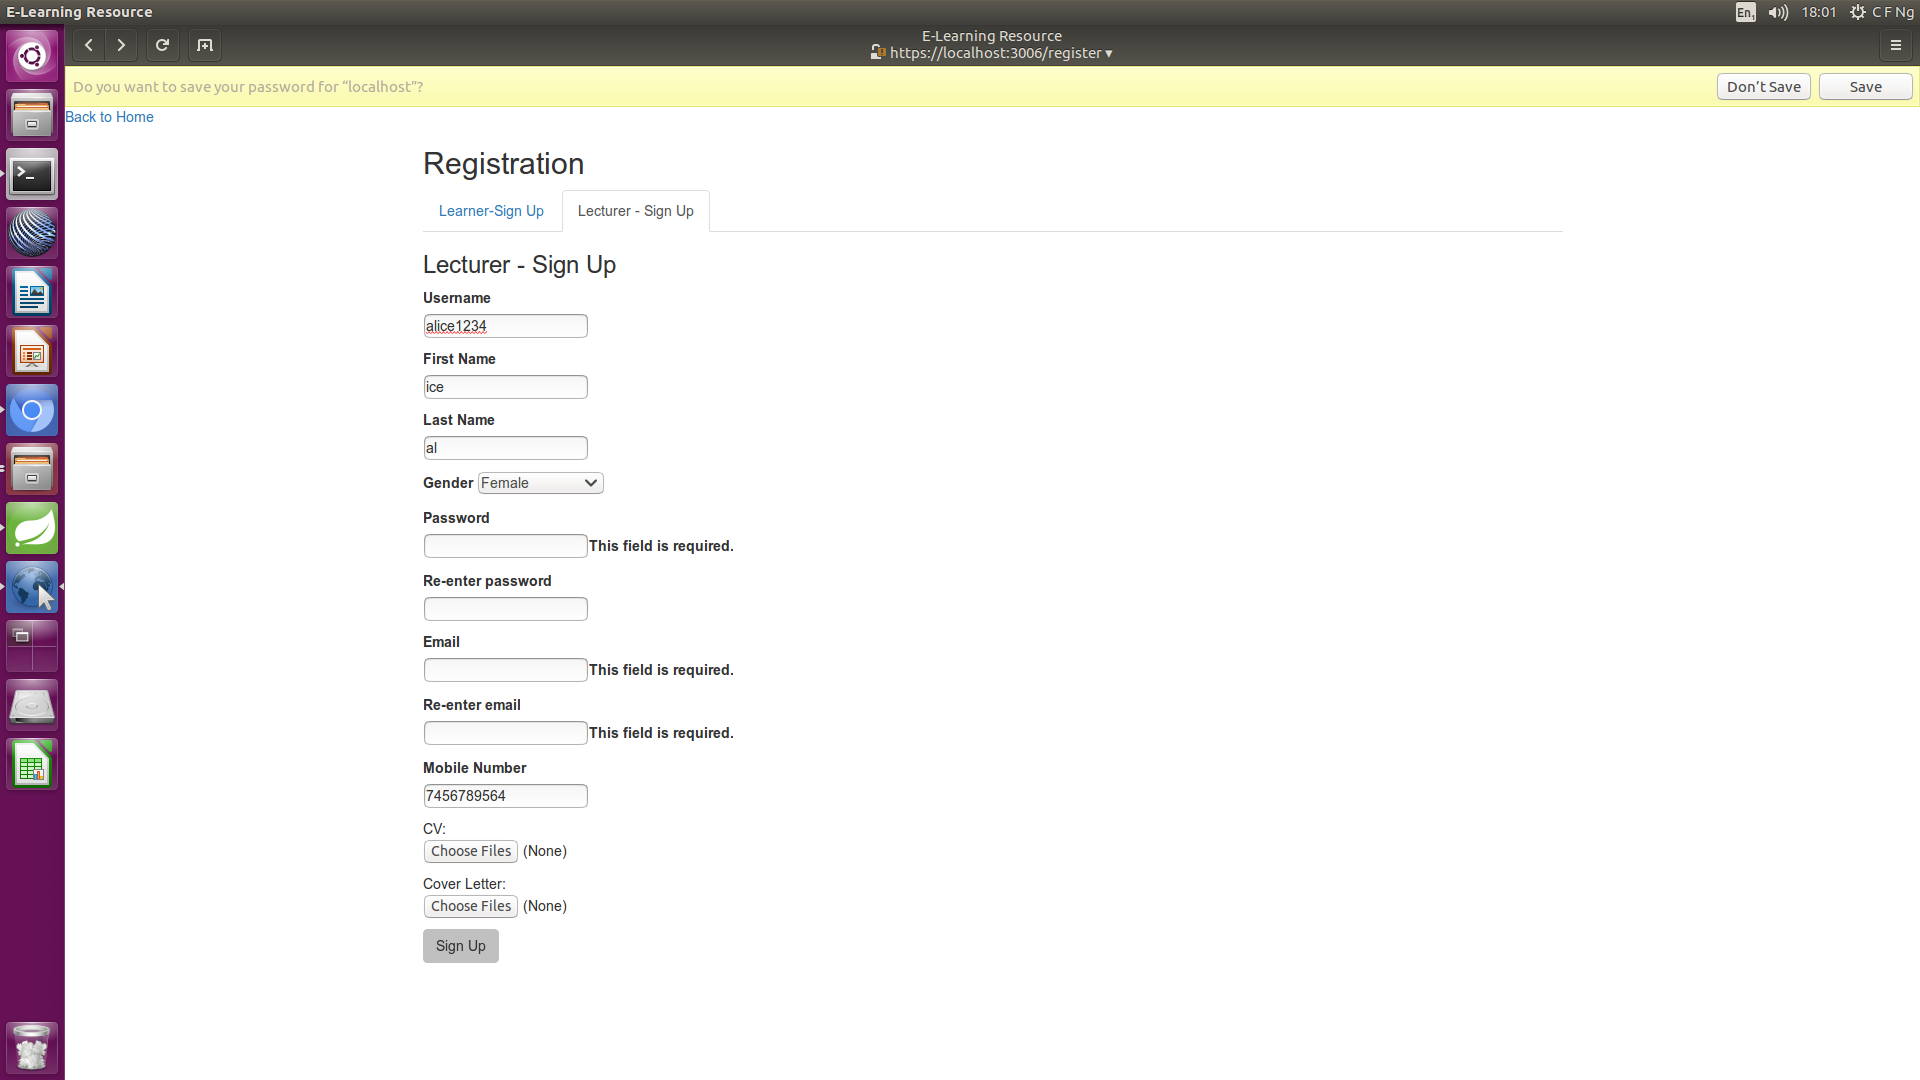 E-Learning Resource
En1
18:01
C F Ng
E-Learning Resource
https://localhost:3006/register ▾
Do you want to save your password for “localhost”?
Don't Save
Save
Back to Home
Registration
Learner-Sign Up
Lecturer - Sign Up
Lecturer - Sign Up
Username
alice1234
First Name
ice
Last Name
al
Gender Female
Password
This field is required.
Re-enter password
Email
This field is required.
Re-enter email
This field is required.
Mobile Number
7456789564
CV:
Choose Files (None)
Cover Letter:
Choose Files (None)
Sign Up